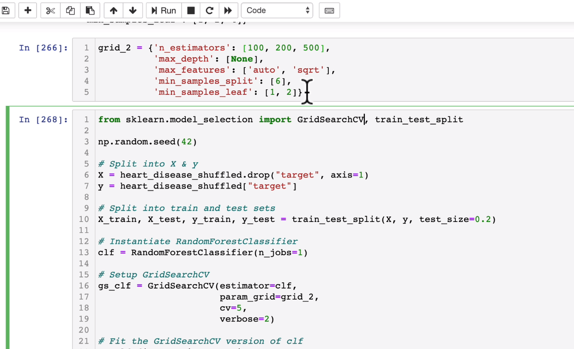 Run
Code
In [266]:
1 grid_2 = {'n_estimators': [100, 200, 500],
2 'max_depth': [None],
3 'max_features': ['auto', 'sqrt'],
4 'min_samples_split': [6],
5 'min_samples_leaf': [1, 2]}
In [268]:
1 from sklearn.model_selection import GridSearchCV, train_test_split
2
3 np.random.seed(42)
4
5 # Split into X & y
6 X = heart_disease_shuffled.drop("target", axis=1)
7 y = heart_disease_shuffled["target"]
8
9 # Split into train and test sets
10 X_train, X_test, y_train, y_test = train_test_split(X, y, test_size=0.2)
11
12 # Instantiate RandomForestClassifier
13 clf = RandomForestClassifier(n_jobs=1)
14
15 # Setup GridSearchCV
16 gs_clf = GridSearchCV(estimator=clf,
17 param_grid=grid_2,
18 cv=5,
19 verbose=2)
20
21 # Fit the GridSearchCV version of clf